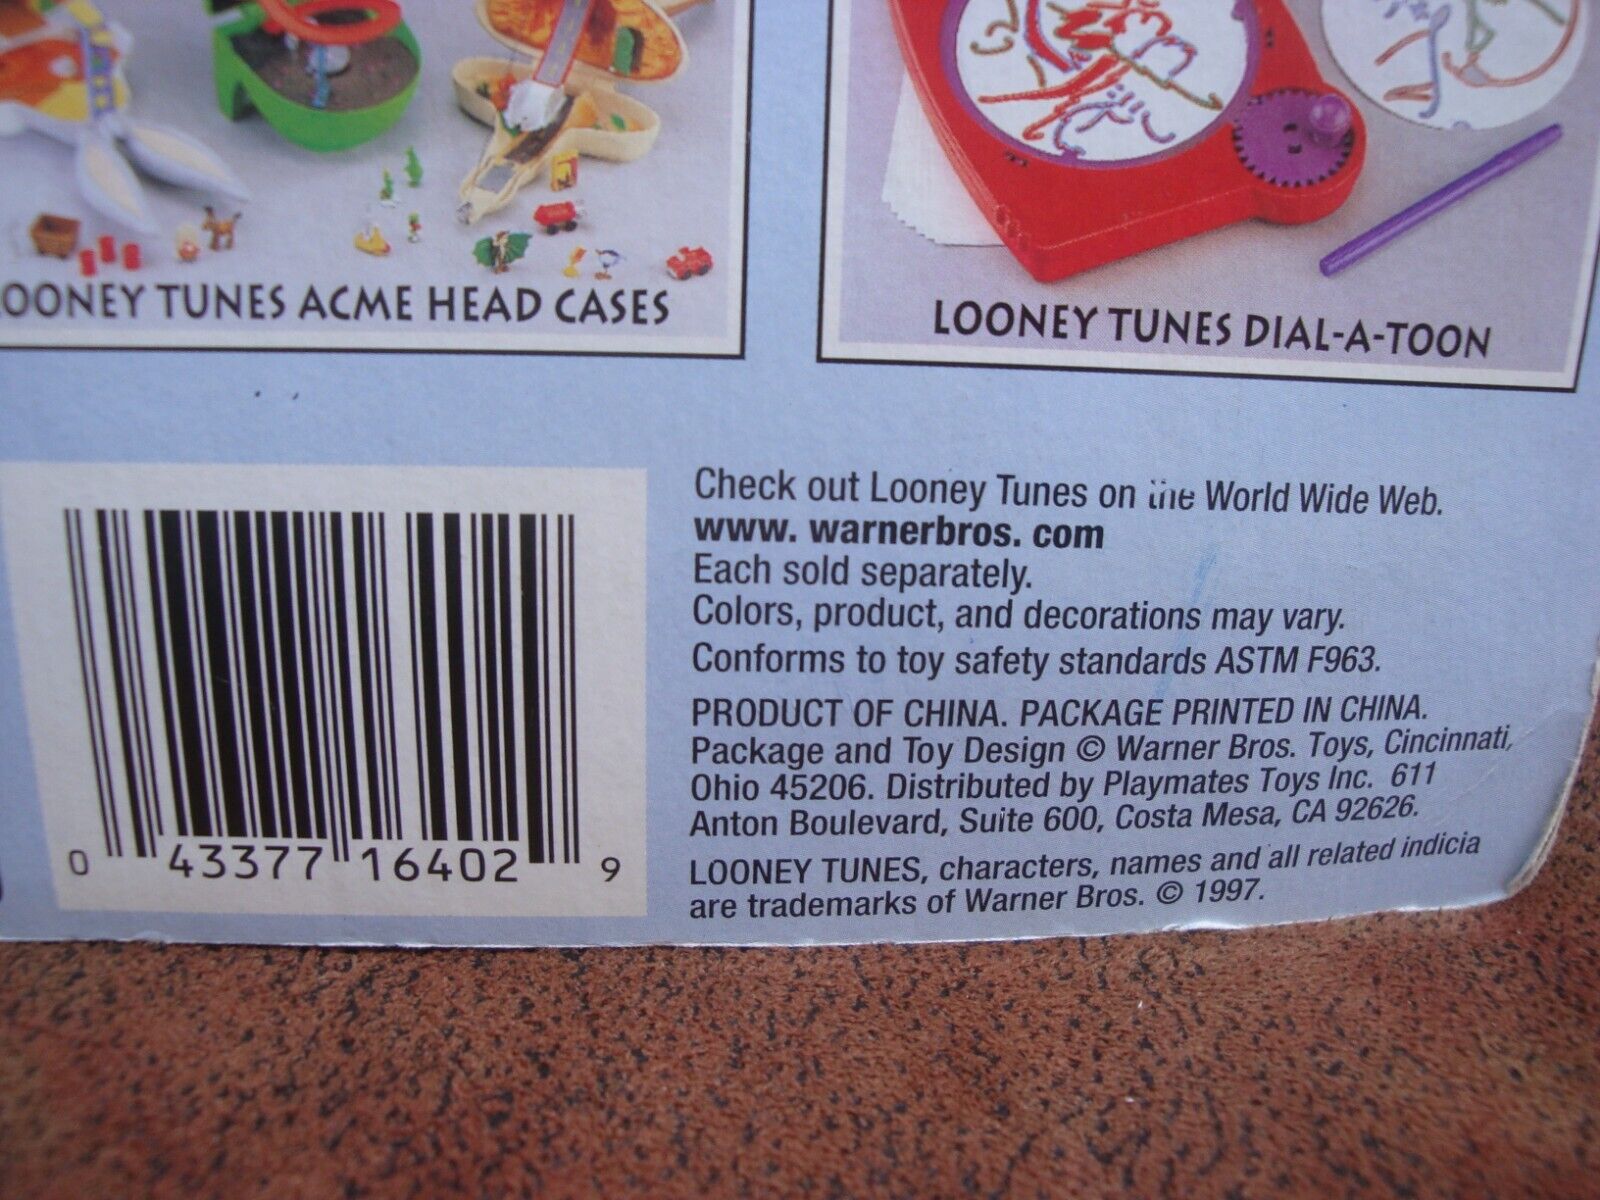 OONEY TUNES ACME HEAD CASES
LOONEY TUNES DIAL-A-TOON
0 43377 16402 9
Check out Looney Tunes on the World Wide Web.
www. warnerbros. com
Each sold separately.
Colors, product, and decorations may vary.
Conforms to toy safety standards ASTM F963.
PRODUCT OF CHINA. PACKAGE PRINTED IN CHINA.
Package and Toy Design © Warner Bros. Toys, Cincinnati,
Ohio 45206. Distributed by Playmates Toys Inc. 611
Anton Boulevard, Suite 600, Costa Mesa, CA 92626.
LOONEY TUNES, characters, names and all related indicia
are trademarks of Warner Bros. © 1997.